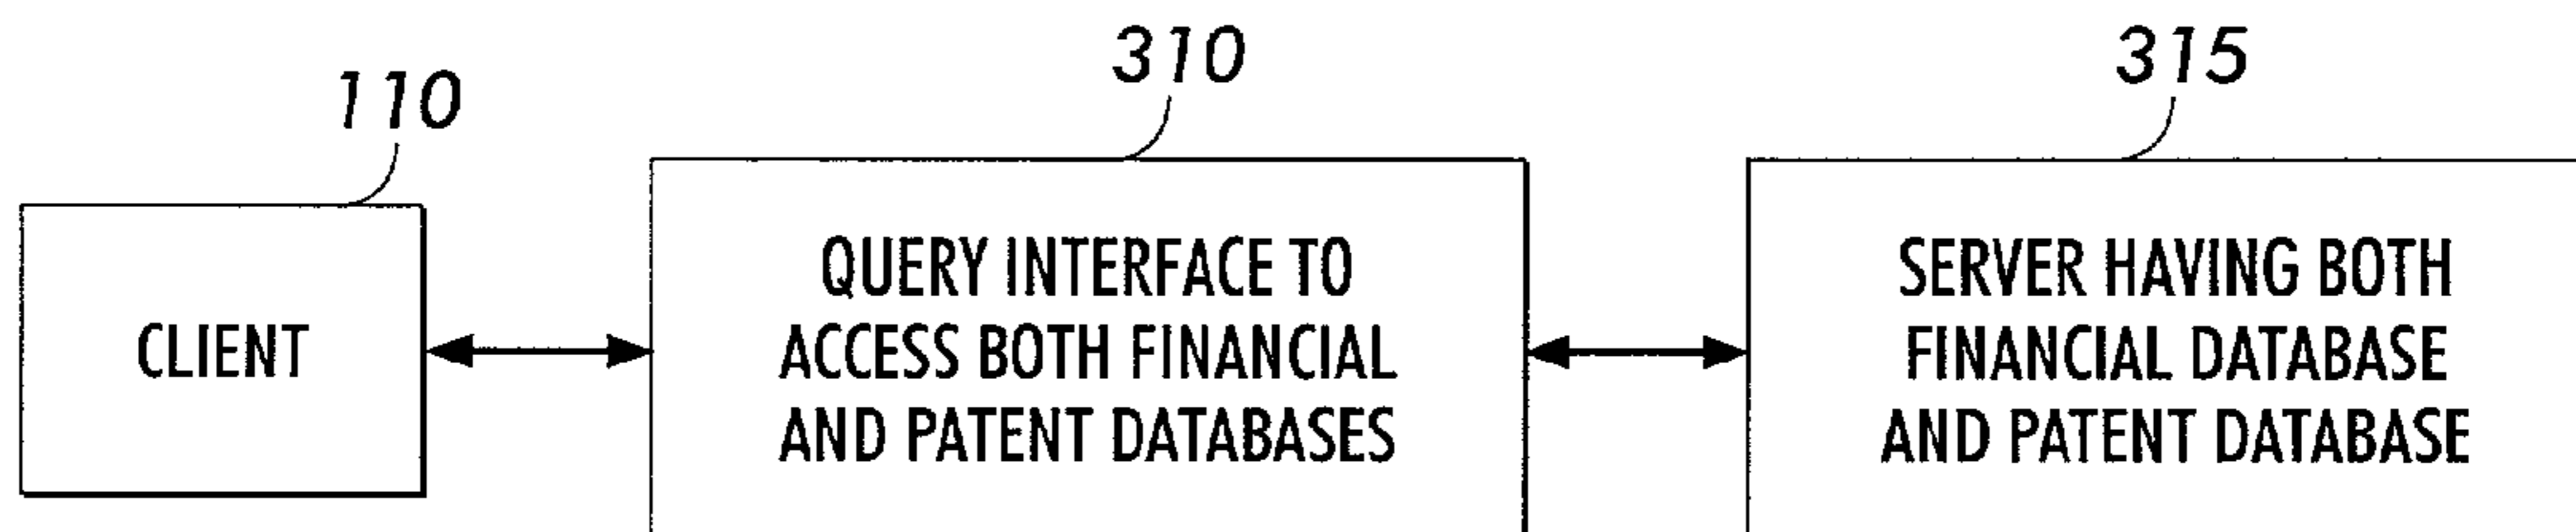 110
310
315
CLIENT
QUERY INTERFACE TO
ACCESS BOTH FINANCIAL
AND PATENT DATABASES
SERVER HAVING BOTH
FINANCIAL DATABASE
AND PATENT DATABASE